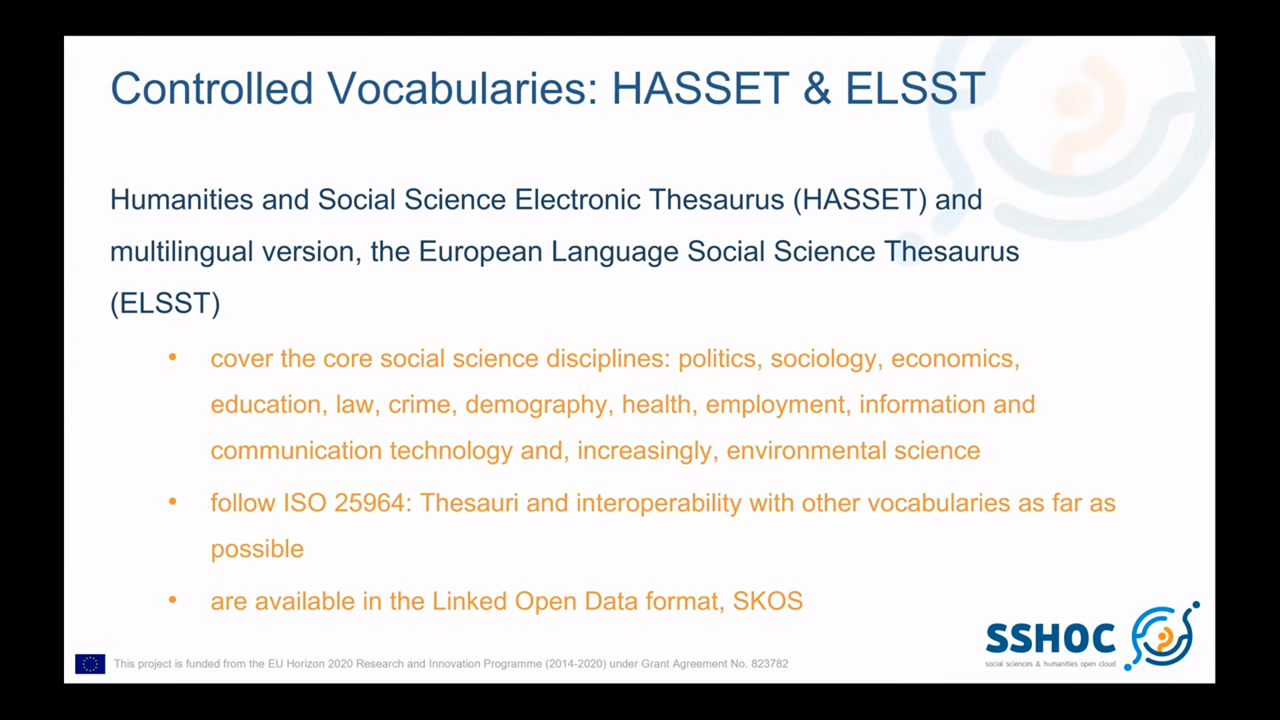 Controlled Vocabularies: HASSET & ELSST
Humanities and Social Science Electronic Thesaurus (HASSET) and
multilingual version, the European Language Social Science Thesaurus
(ELSST)
• cover the core social science disciplines: politics, sociology, economics,
education, law, crime, demography, health, employment, information and
communication technology and, increasingly, environmental science
• follow ISO 25964: Thesauri and interoperability with other vocabularies as far as
possible
• are available in the Linked Open Data format, SKOS
SSHOC
social sciences & humanities open cloud
This project is funded from the EU Horizon 2020 Research and Innovation Programme (2014-2020) under Grant Agreement No. 823782